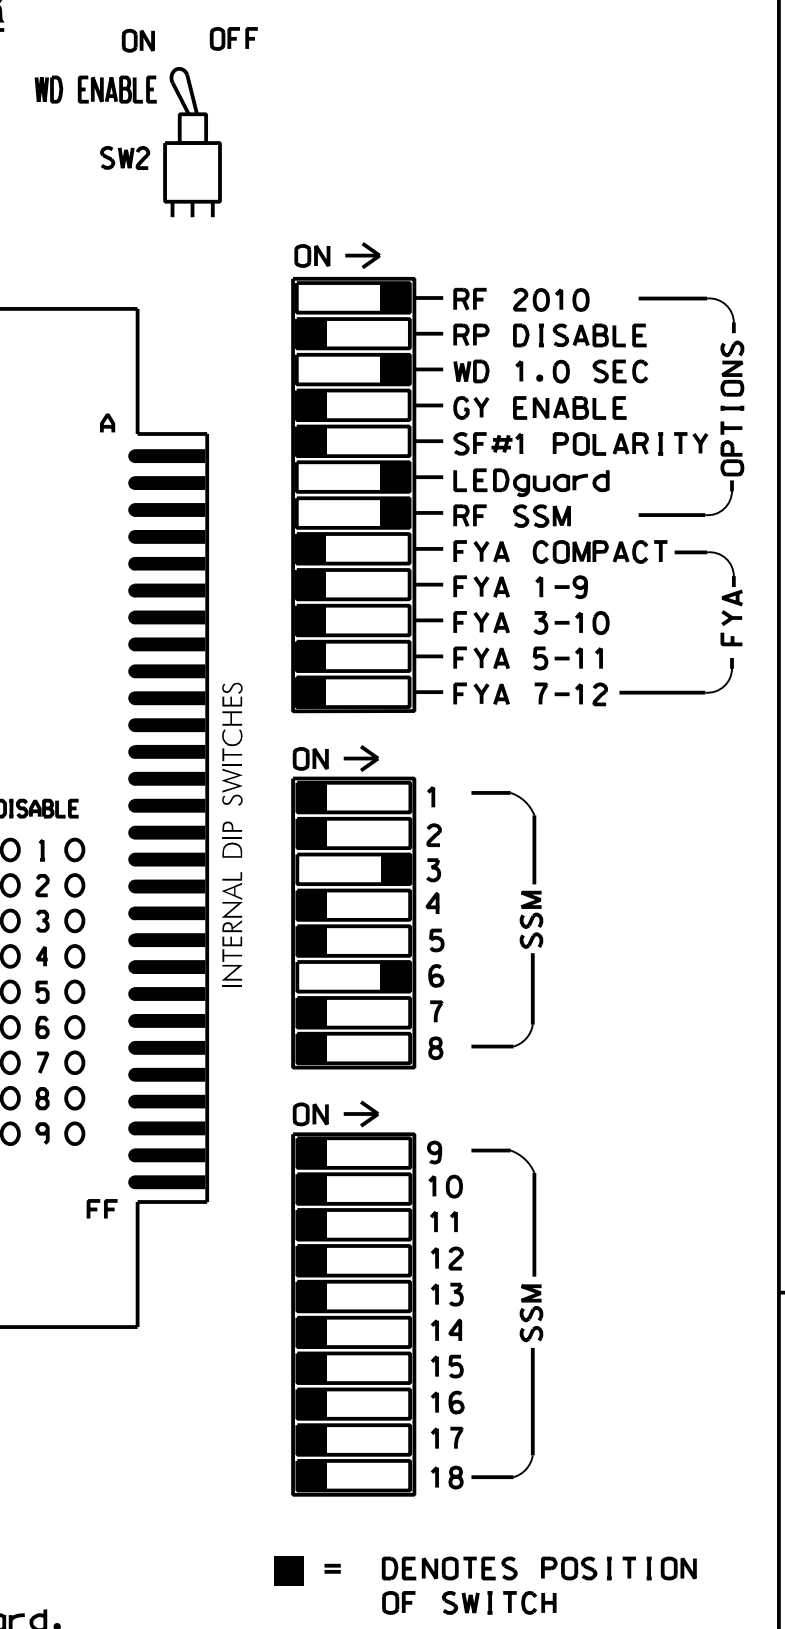 ON OFF
WD ENABLE
SW2
ON →
RF 2010
RP DISABLE
WD 1.0 SEC
GY ENABLE
SF#1 POLARITY
LEDguard
RF SSM
OPTIONS
FYA COMPACT
FYA 1-9
FYA 3-10
FYA 5-11
FYA 7-12
FYA
A
FF
INTERNAL DIP SWITCHES
DISABLE
1
2
3
4
5
6
7
8
9
ON →
1
2
3
4
5
6
7
8
SSM
ON →
9
10
11
12
13
14
15
16
17
18
SSM
= DENOTES POSITION
OF SWITCH
ard.